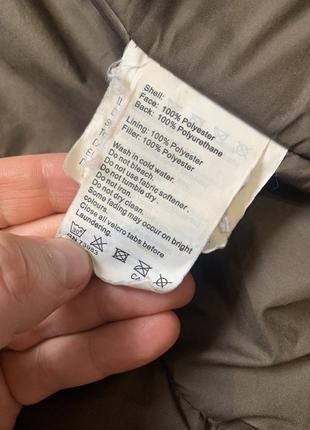 Shell:
Face: 100% Polyester
Back: 100% Polyurethane
Lining: 100% Polyester
Filler: 100% Polyester
Wash in cold water.
Do not bleach.
Do not use fabric softener.
Do not tumble dry.
Do not iron.
Do not dry clean.
Some fading may occur on bright
colours.
Close all velcro tabs before
Laundering.
30
CA